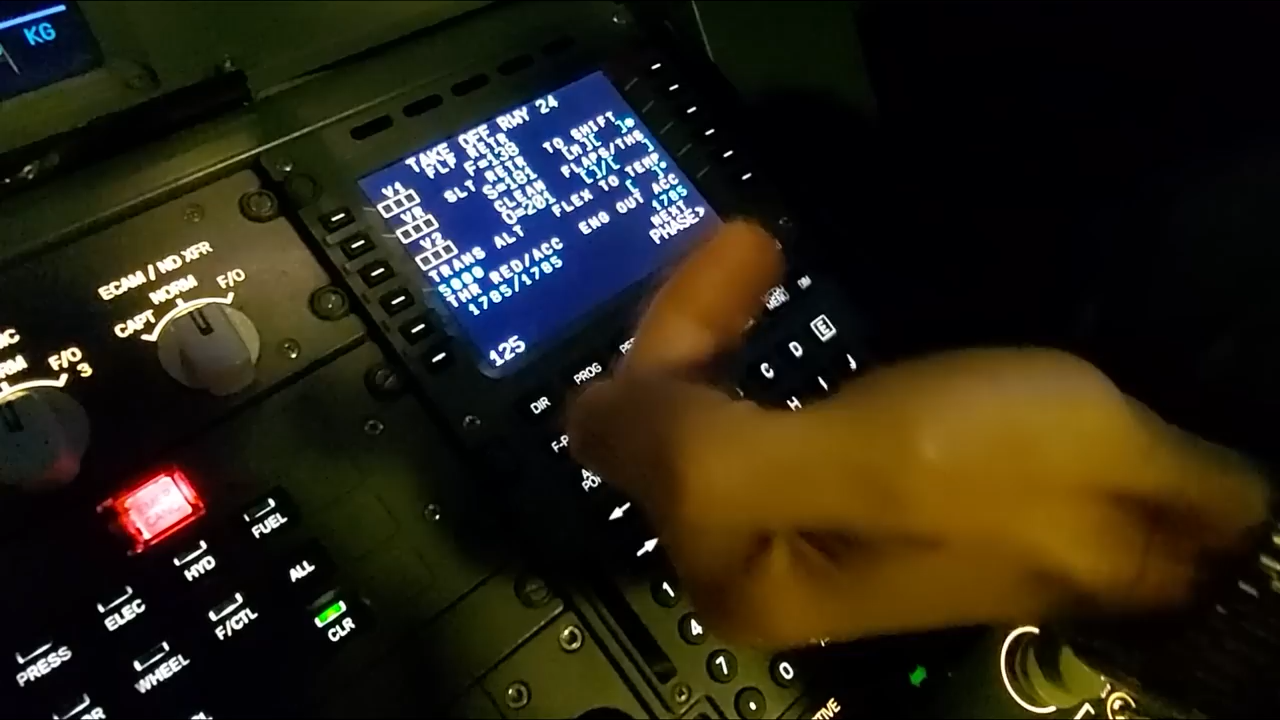 KG
TAKE OFF RWY 24
V1 FLP RETR TO SHIFT
F=138 [M][ ]*
VR SLT RETR FLAPS/THS
S=181 [ ]/[ ]
V2 CLEAN FLEX TO TEMP
O=201 [ ]°
TRANS ALT ENG OUT ACC
5000 1785
THR RED/ACC NEXT
1785/1785 PHASE>
125
ECAM / ND XFR
NORM
CAPT F/O
F/O
3
DIR PROG
C D E
H I J
1
4
7 0
FUEL
HYD ALL
ELEC F/CTL CLR
PRESS WHEEL